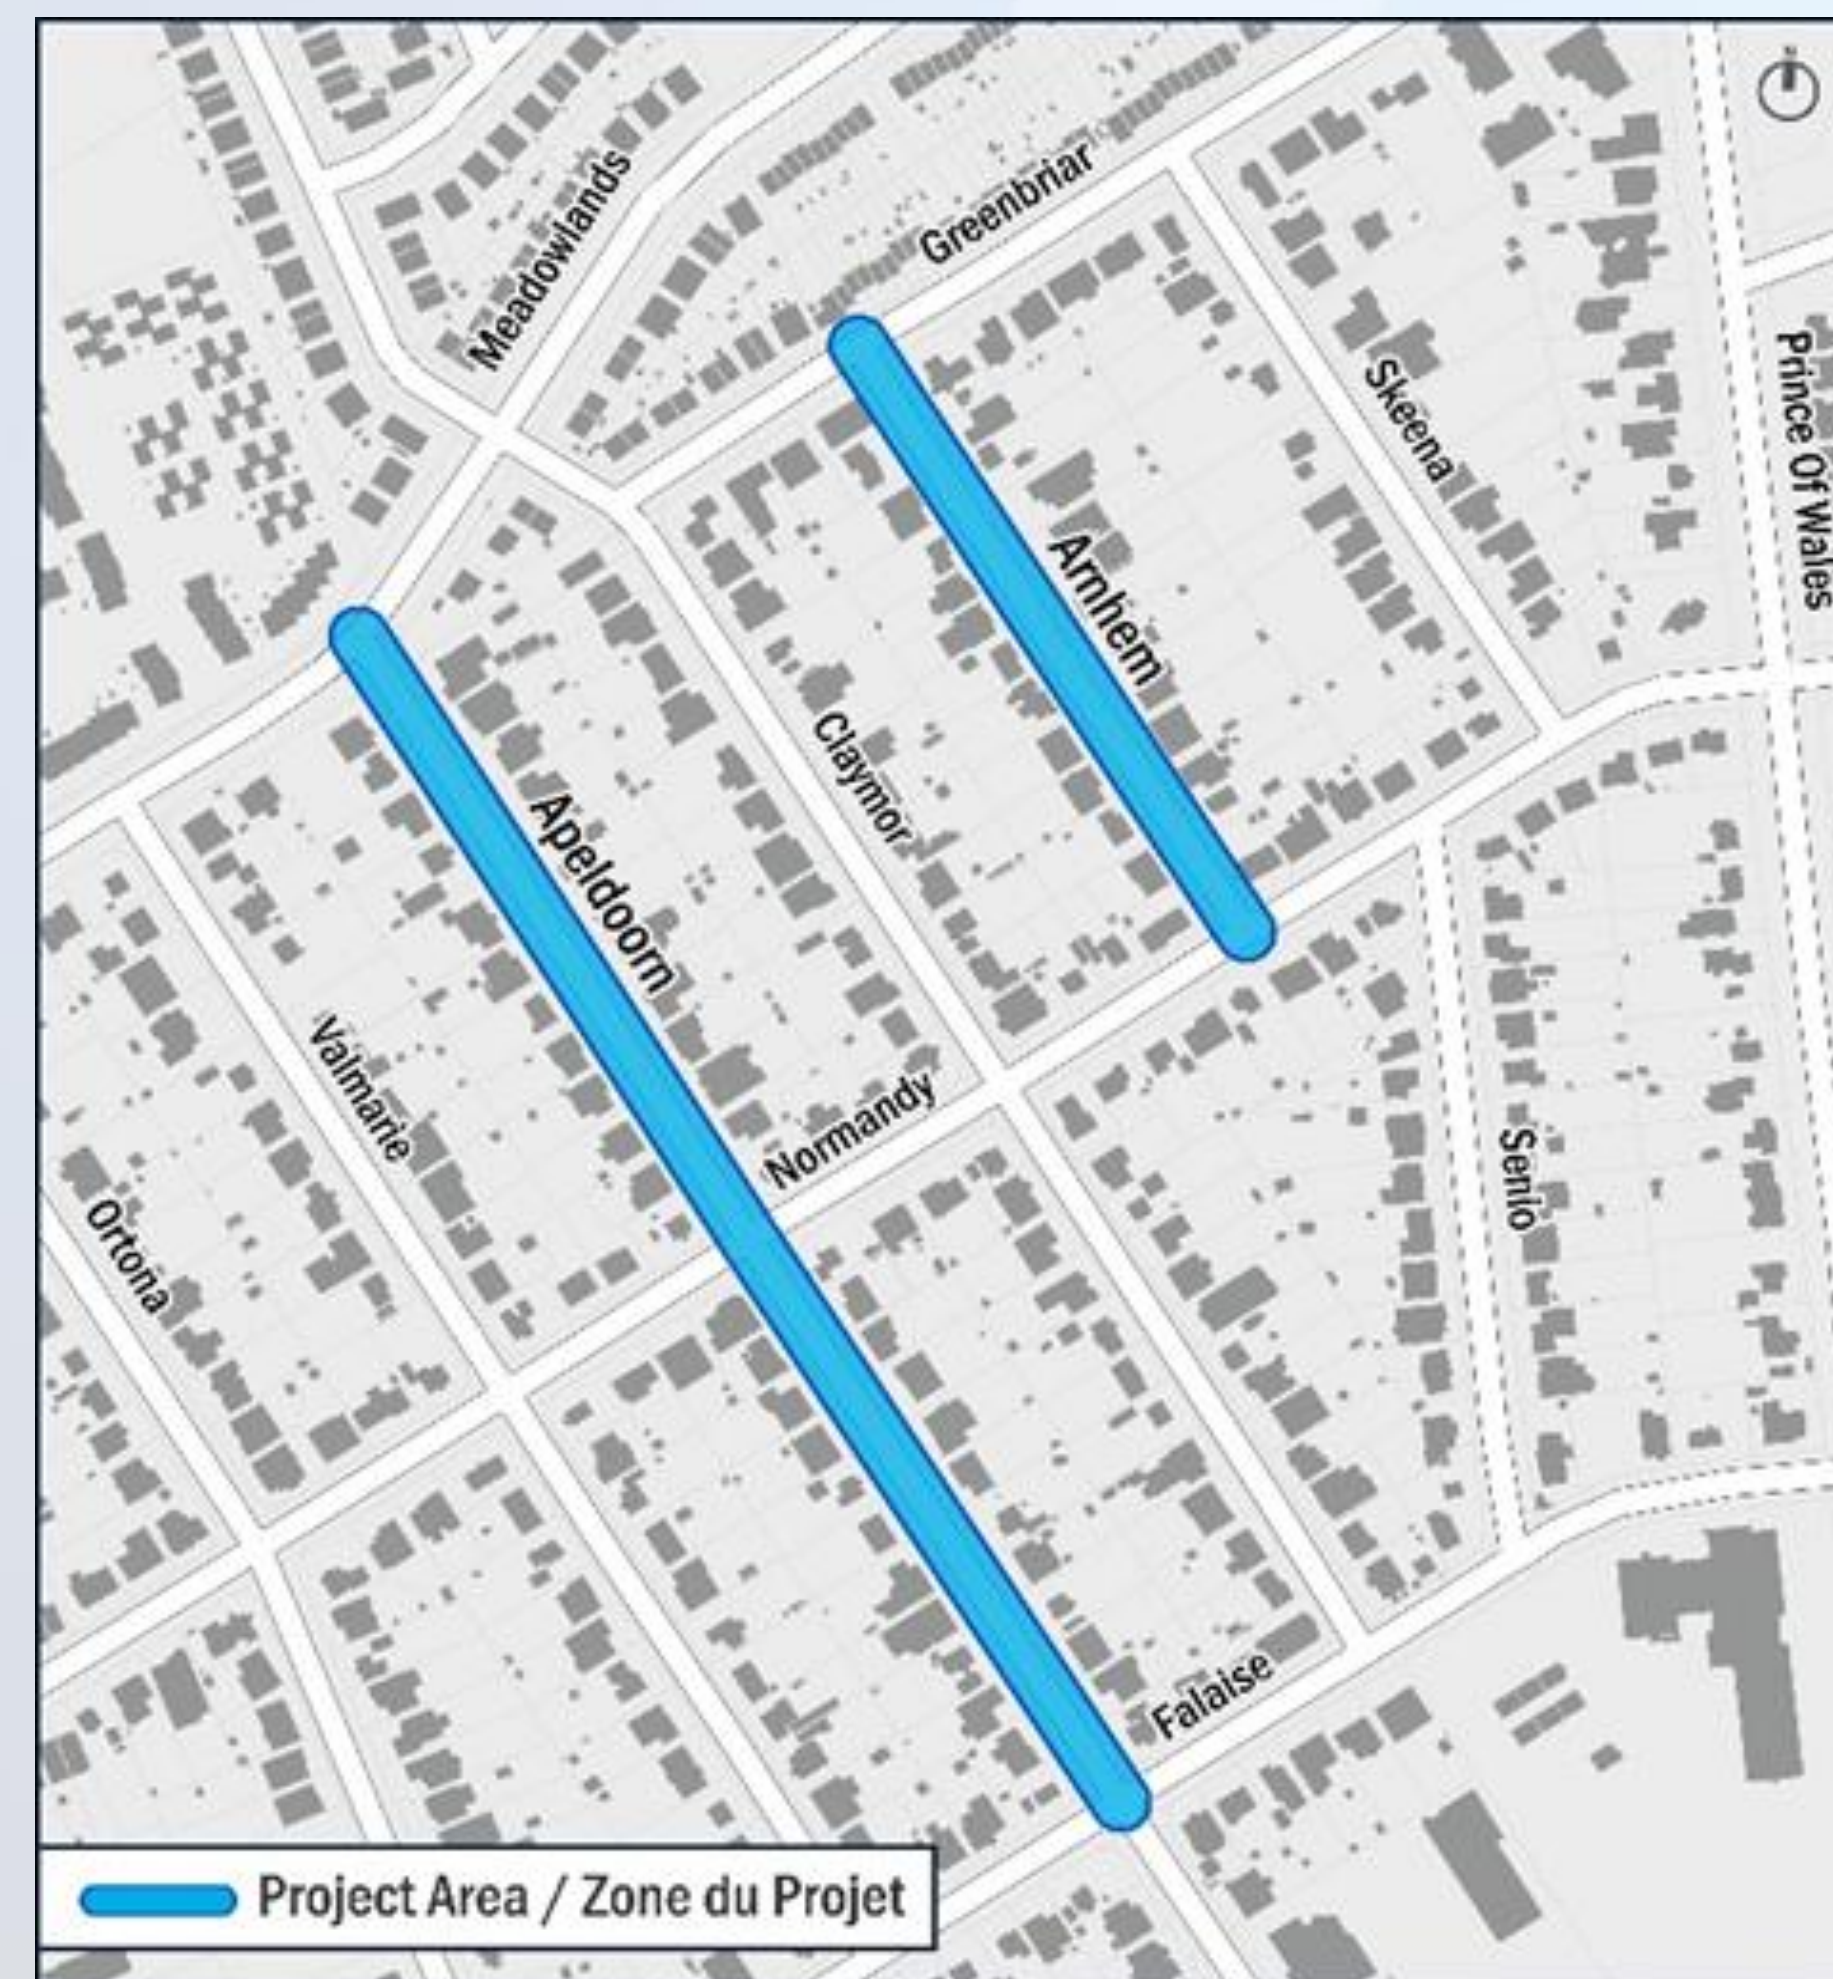 Meadowlands
Greenbriar
Skeena
Prince Of Wales
Arnhem
Claymor
Apeldoorn
Valmarie
Normandy
Ortona
Senio
Falaise
Project Area / Zone du Projet